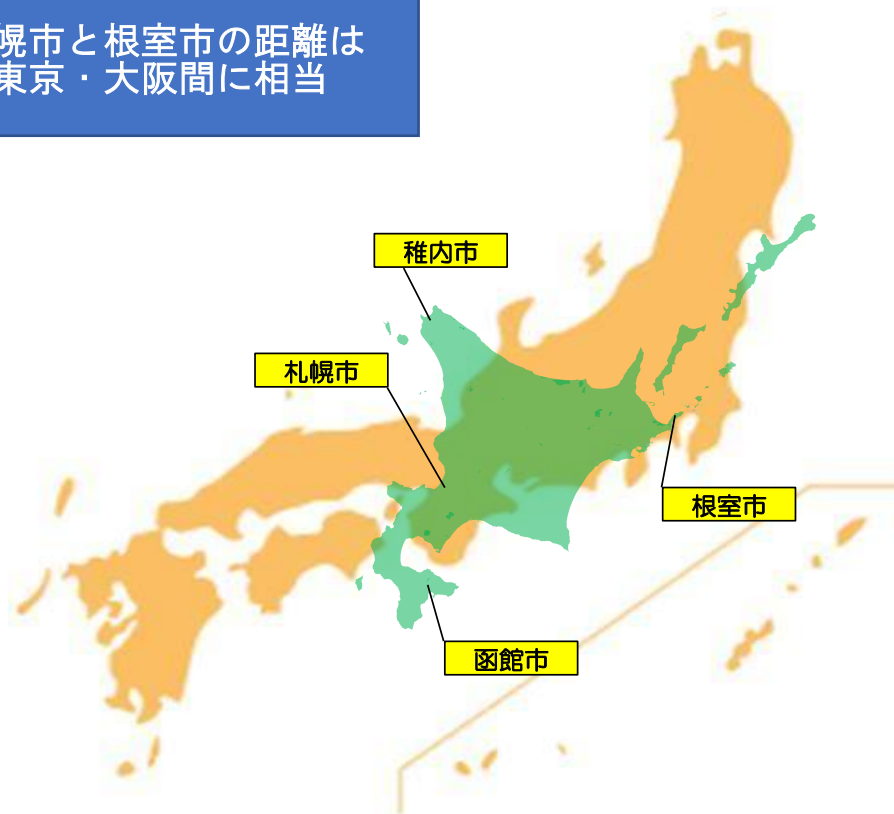 幌市と根室市の距離は
東京・大阪間に相当
稚内市
札幌市
根室市
函館市